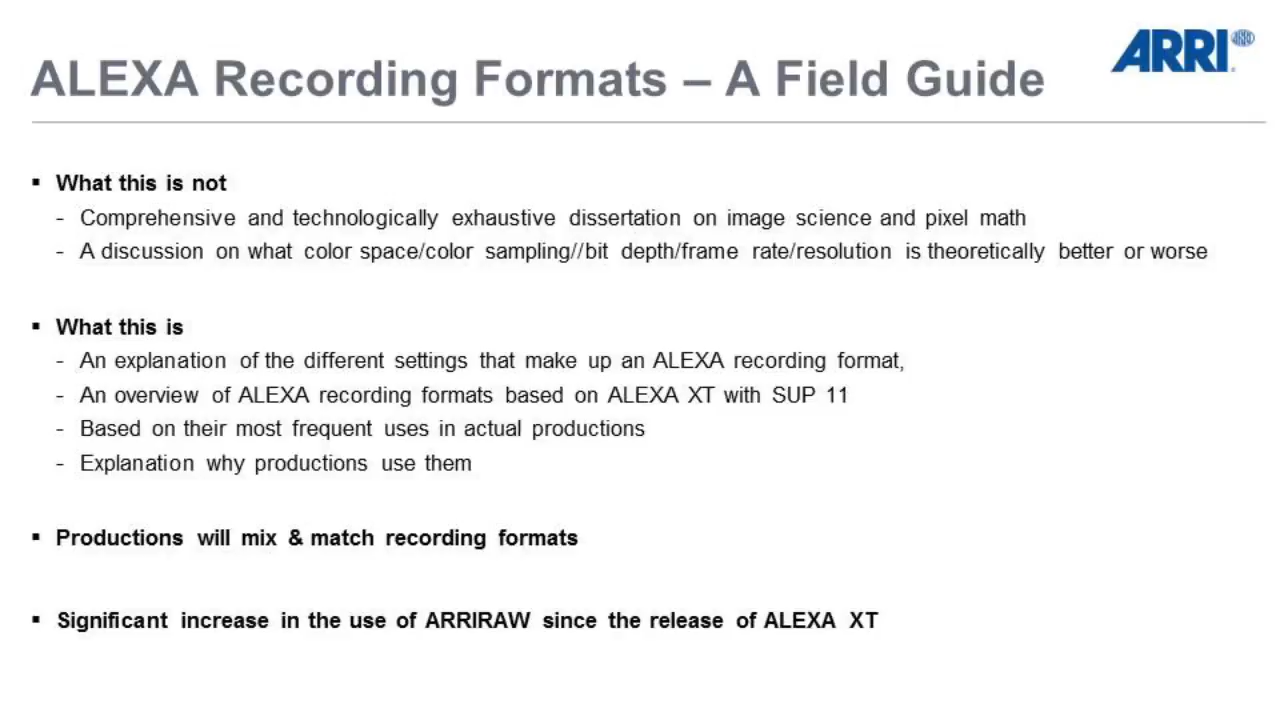 ARRI
ALEXA Recording Formats – A Field Guide
▪ What this is not
- Comprehensive and technologically exhaustive dissertation on image science and pixel math
- A discussion on what color space/color sampling//bit depth/frame rate/resolution is theoretically better or worse
▪ What this is
- An explanation of the different settings that make up an ALEXA recording format,
- An overview of ALEXA recording formats based on ALEXA XT with SUP 11
- Based on their most frequent uses in actual productions
- Explanation why productions use them
▪ Productions will mix & match recording formats
▪ Significant increase in the use of ARRIRAW since the release of ALEXA XT